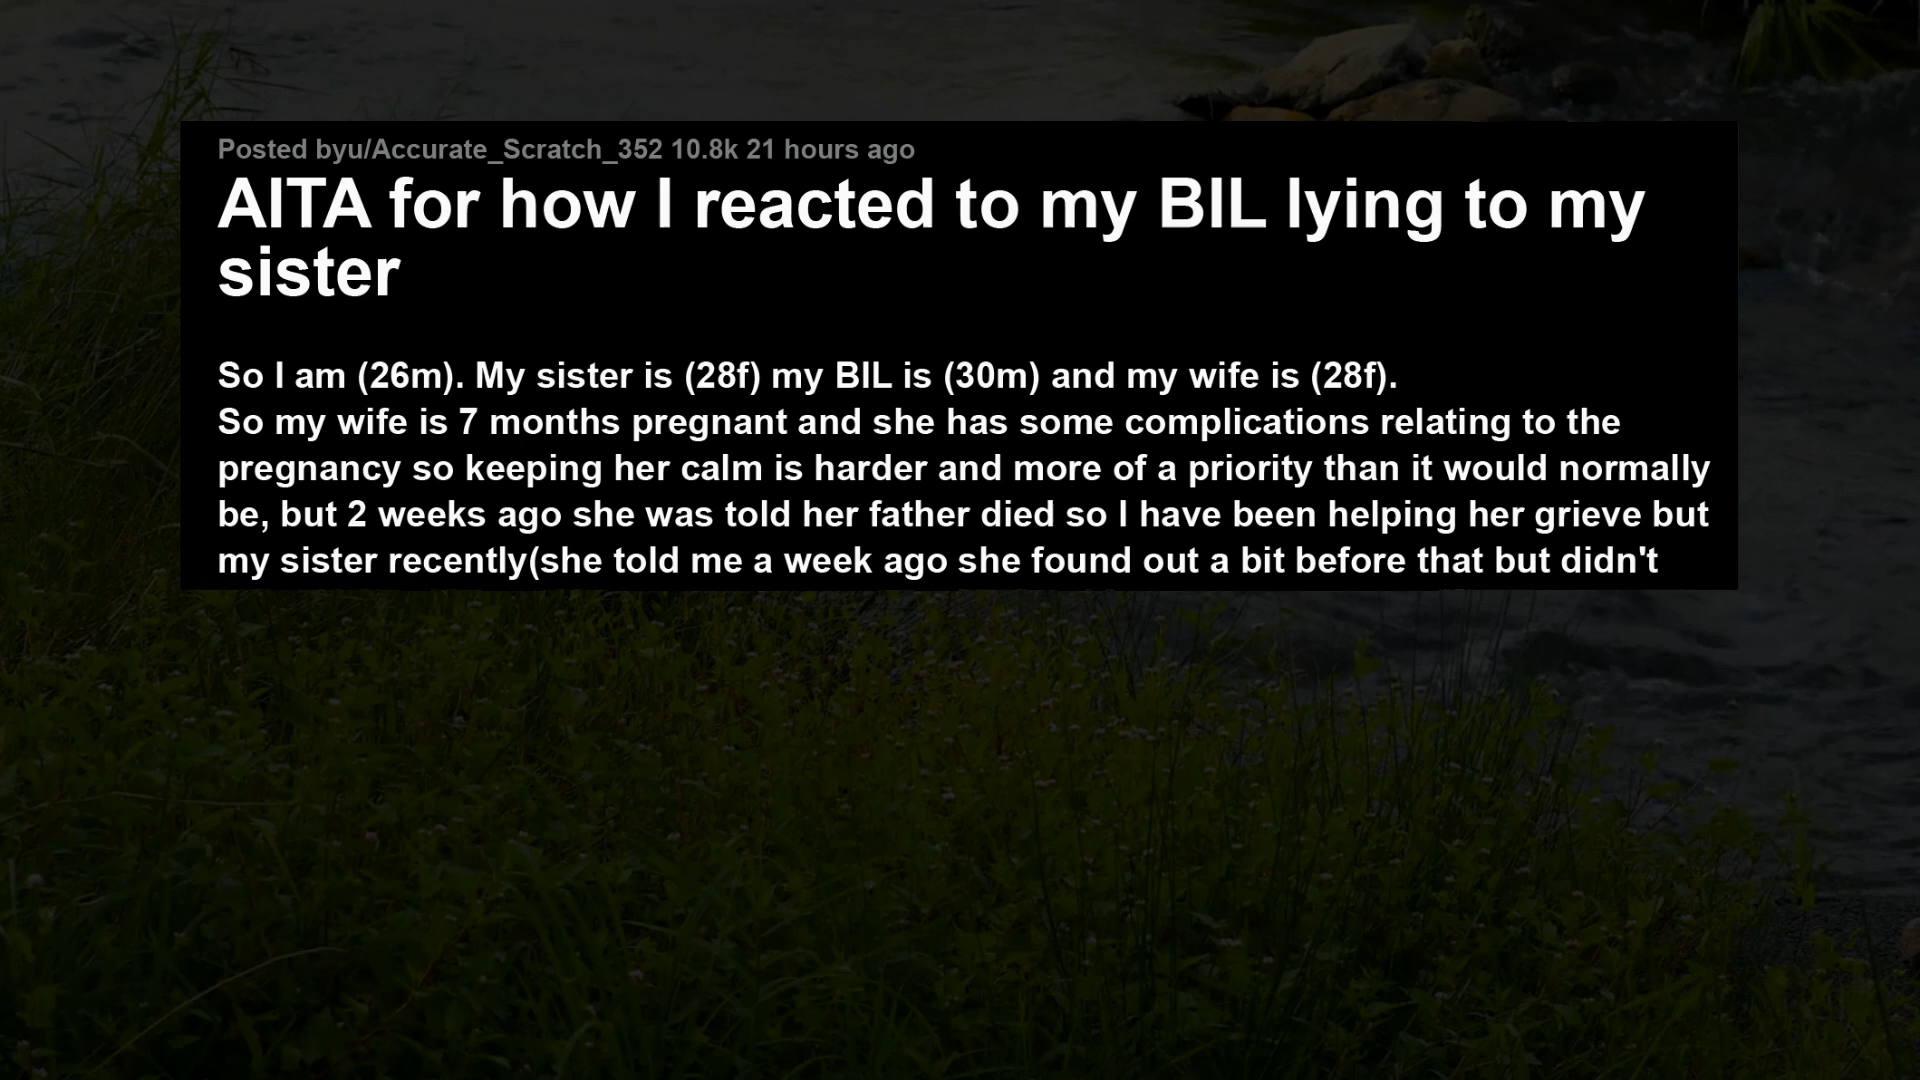 Posted byu/Accurate_Scratch_352 10.8k 21 hours ago
AITA for how I reacted to my BIL lying to my
sister
So I am (26m). My sister is (28f) my BIL is (30m) and my wife is (28f).
So my wife is 7 months pregnant and she has some complications relating to the
pregnancy so keeping her calm is harder and more of a priority than it would normally
be, but 2 weeks ago she was told her father died so I have been helping her grieve but
my sister recently(she told me a week ago she found out a bit before that but didn't